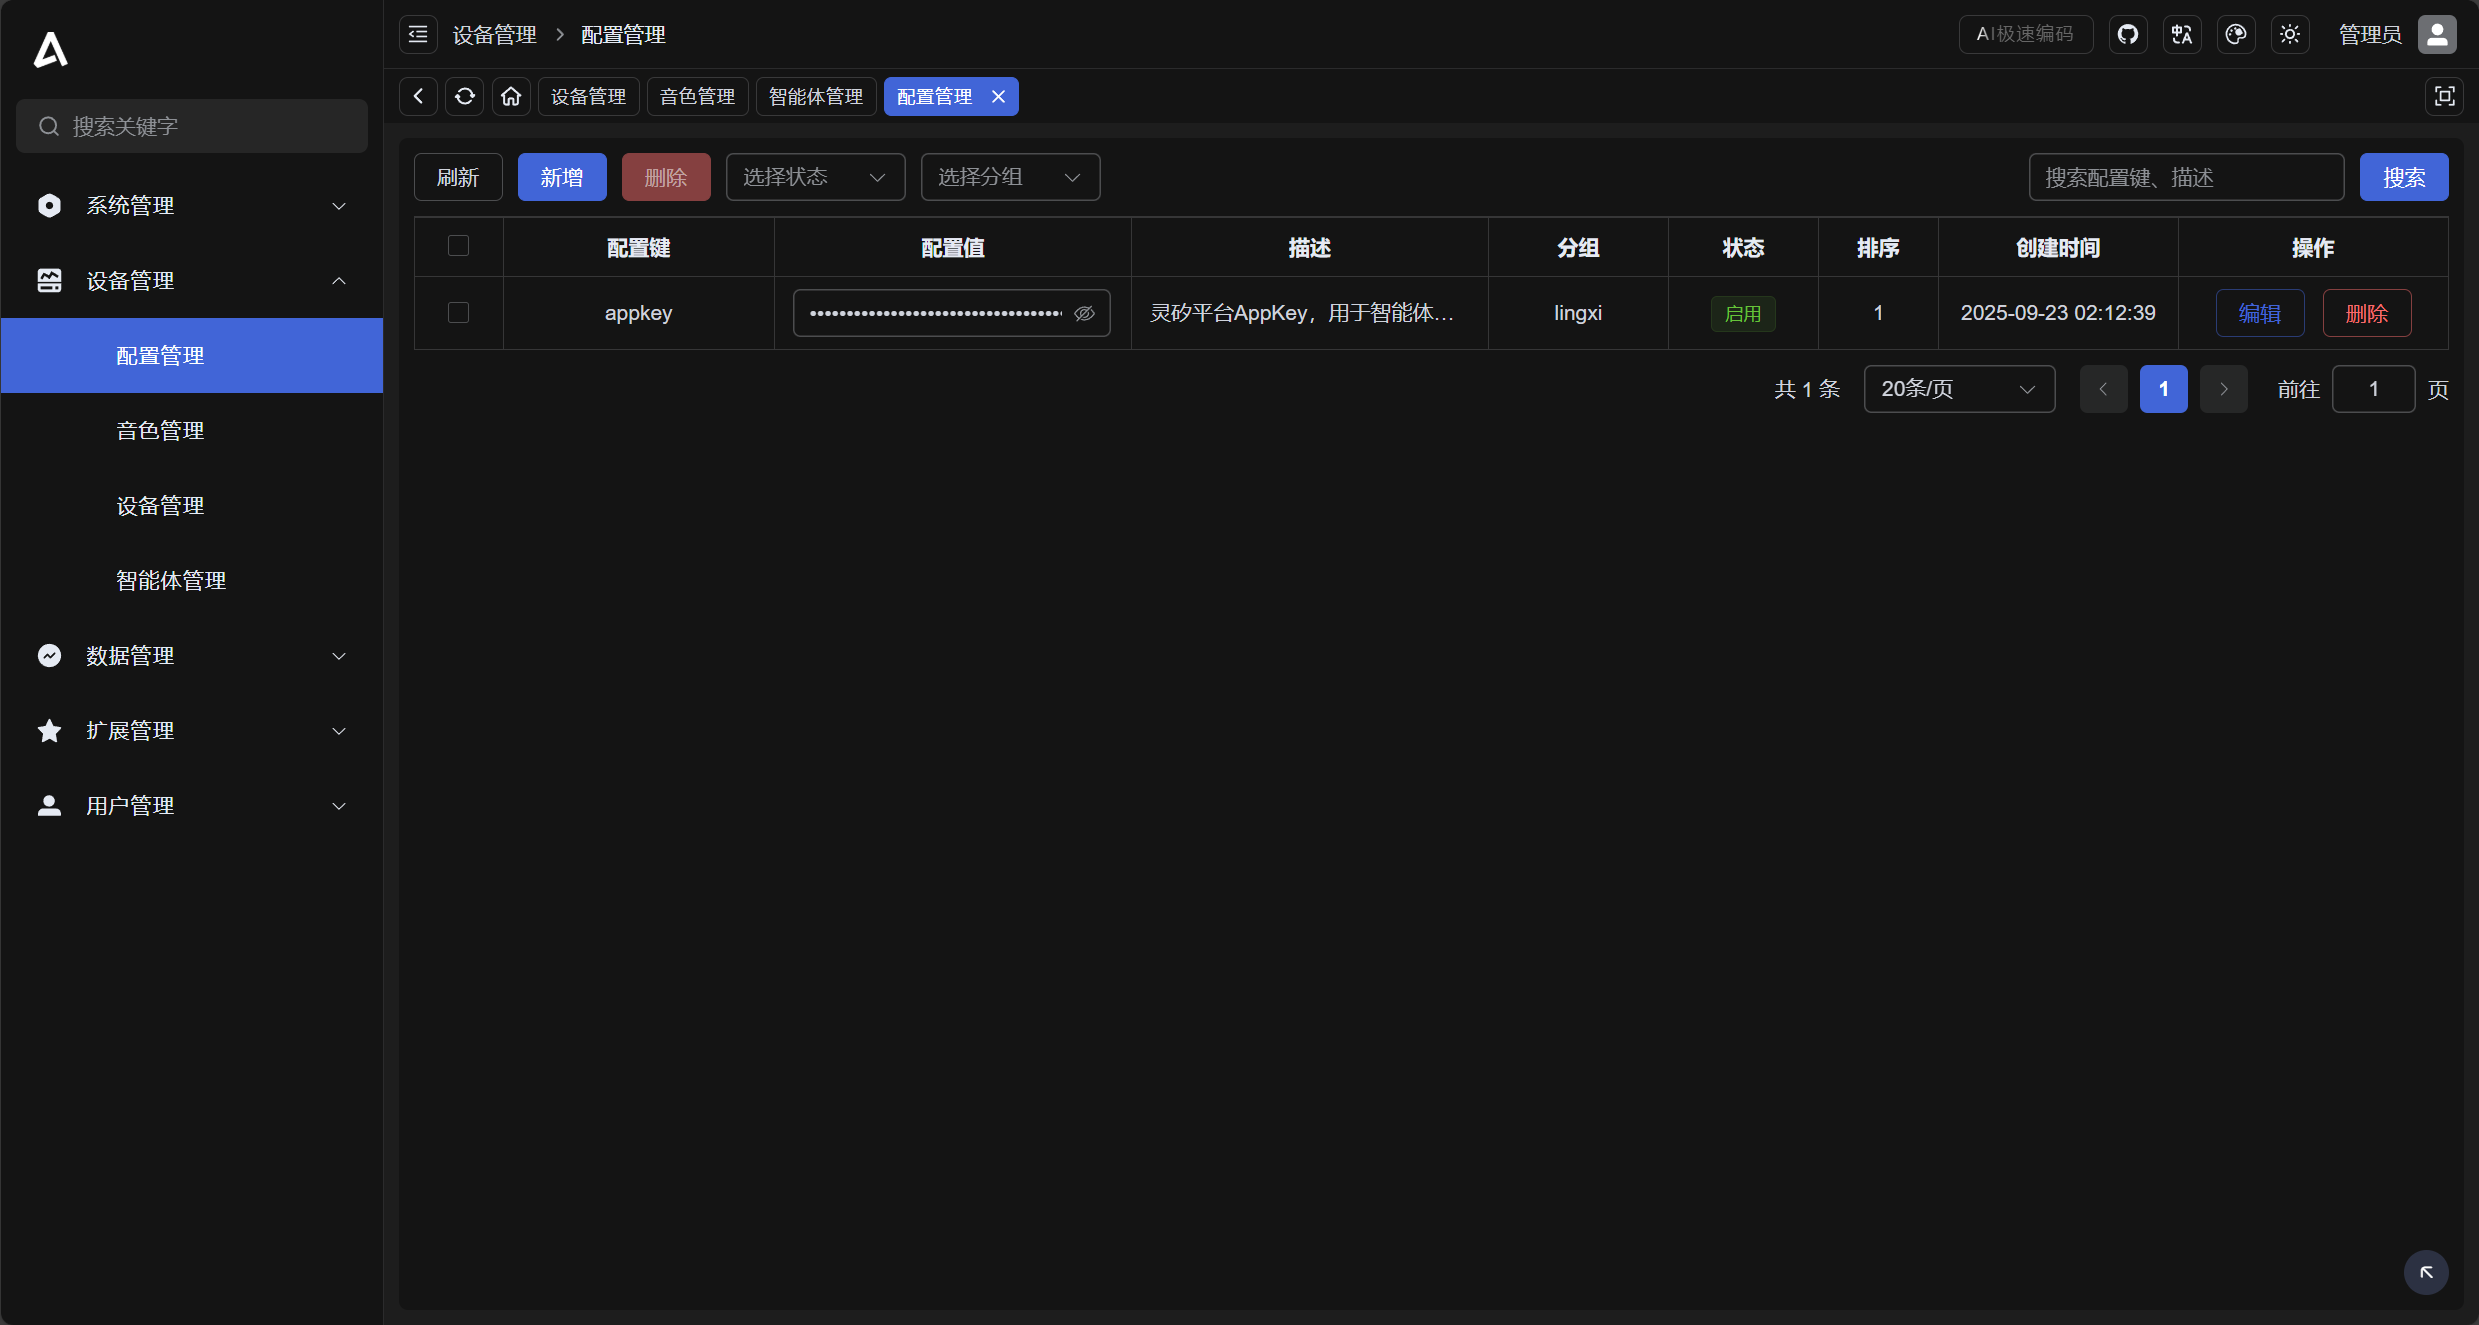 设备管理 > 配置管理
AI极速编码
管理员
搜索关键字
设备管理
音色管理
智能体管理
配置管理
系统管理
设备管理
配置管理
音色管理
设备管理
智能体管理
数据管理
扩展管理
用户管理
刷新
新增
删除
选择状态
选择分组
搜索配置键、描述
搜索
配置键 配置值 描述 分组 状态 排序 创建时间 操作
appkey 灵矽平台AppKey，用于智能体... lingxi 启用 1 2025-09-23 02:12:39 编辑 删除
共 1 条 20条/页 1 前往 1 页